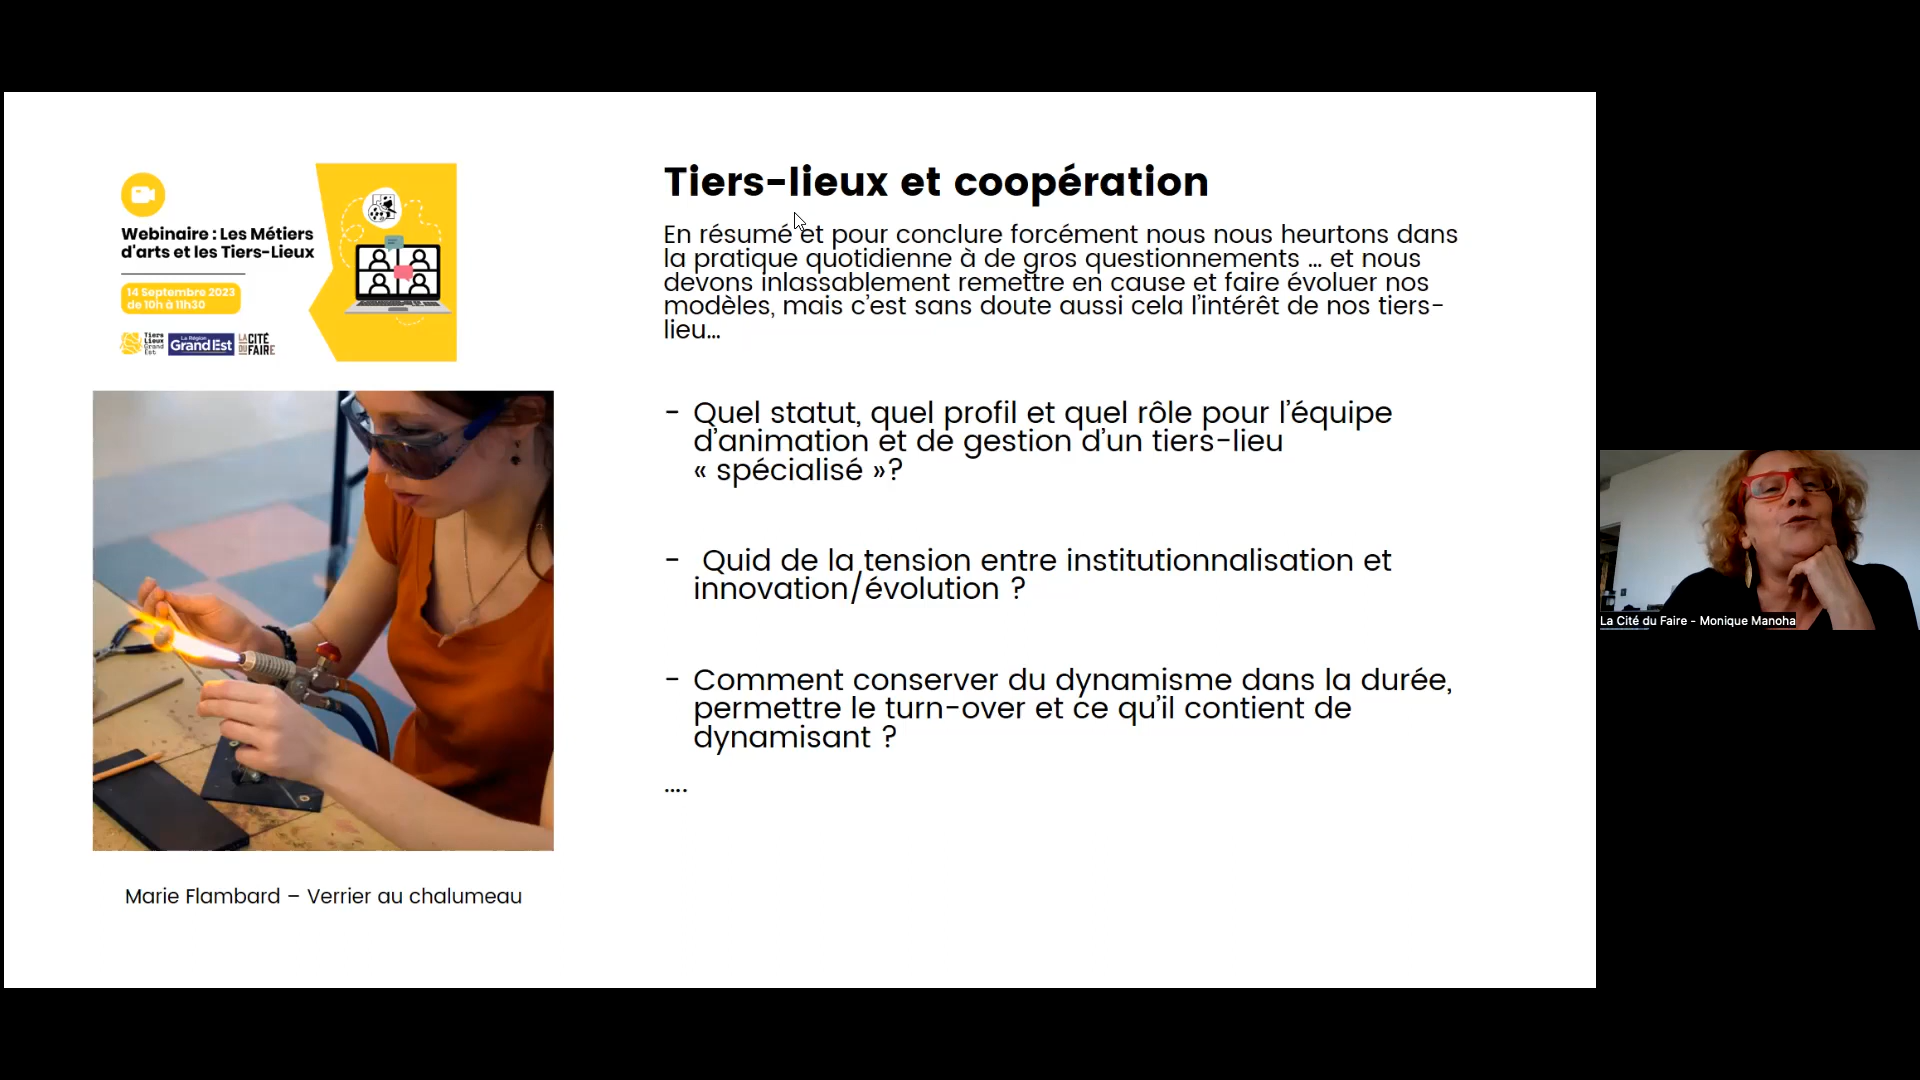 Webinaire : Les Métiers
d'arts et les Tiers-Lieux
14 Septembre 2023
de 10h à 11h30
Tiers
Lieux
Grand
Est
La Région
Grand Est
LA CITÉ
DU FAIRE
Marie Flambard – Verrier au chalumeau
Tiers-lieux et coopération
En résumé et pour conclure forcément nous nous heurtons dans
la pratique quotidienne à de gros questionnements ... et nous
devons inlassablement remettre en cause et faire évoluer nos
modèles, mais c’est sans doute aussi cela l’intérêt de nos tiers-
lieu...
- Quel statut, quel profil et quel rôle pour l’équipe
d’animation et de gestion d’un tiers-lieu
« spécialisé »?
- Quid de la tension entre institutionnalisation et
innovation/évolution ?
- Comment conserver du dynamisme dans la durée,
permettre le turn-over et ce qu’il contient de
dynamisant ?
....
La Cité du Faire - Monique Manoha